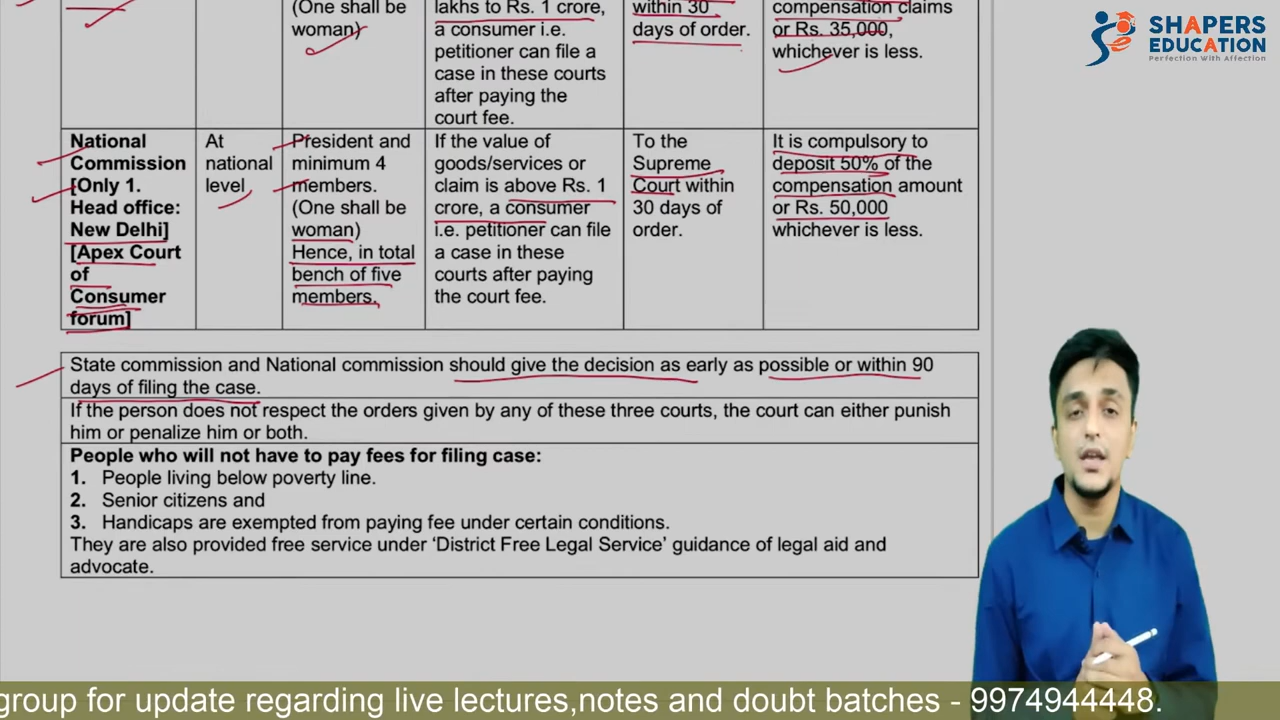 SHAPERS
EDUCATION
Perfection With Affection
(One shall be
woman)
lakhs to Rs. 1 crore,
a consumer i.e.
petitioner can file a
case in these courts
after paying the
court fee.
within 30
days of order.
compensation claims
or Rs. 35,000,
whichever is less.
National
Commission
[Only 1.
Head office:
New Delhi]
[Apex Court
of
Consumer
forum]
At
national
level
President and
minimum 4
members.
(One shall be
woman)
Hence, in total
bench of five
members.
If the value of
goods/services or
claim is above Rs. 1
crore, a consumer
i.e. petitioner can file
a case in these
courts after paying
the court fee.
To the
Supreme
Court within
30 days of
order.
It is compulsory to
deposit 50% of the
compensation amount
or Rs. 50,000
whichever is less.
State commission and National commission should give the decision as early as possible or within 90
days of filing the case.
If the person does not respect the orders given by any of these three courts, the court can either punish
him or penalize him or both.
People who will not have to pay fees for filing case:
1. People living below poverty line.
2. Senior citizens and
3. Handicaps are exempted from paying fee under certain conditions.
They are also provided free service under ‘District Free Legal Service’ guidance of legal aid and
advocate.
group for update regarding live lectures,notes and doubt batches - 9974944448.